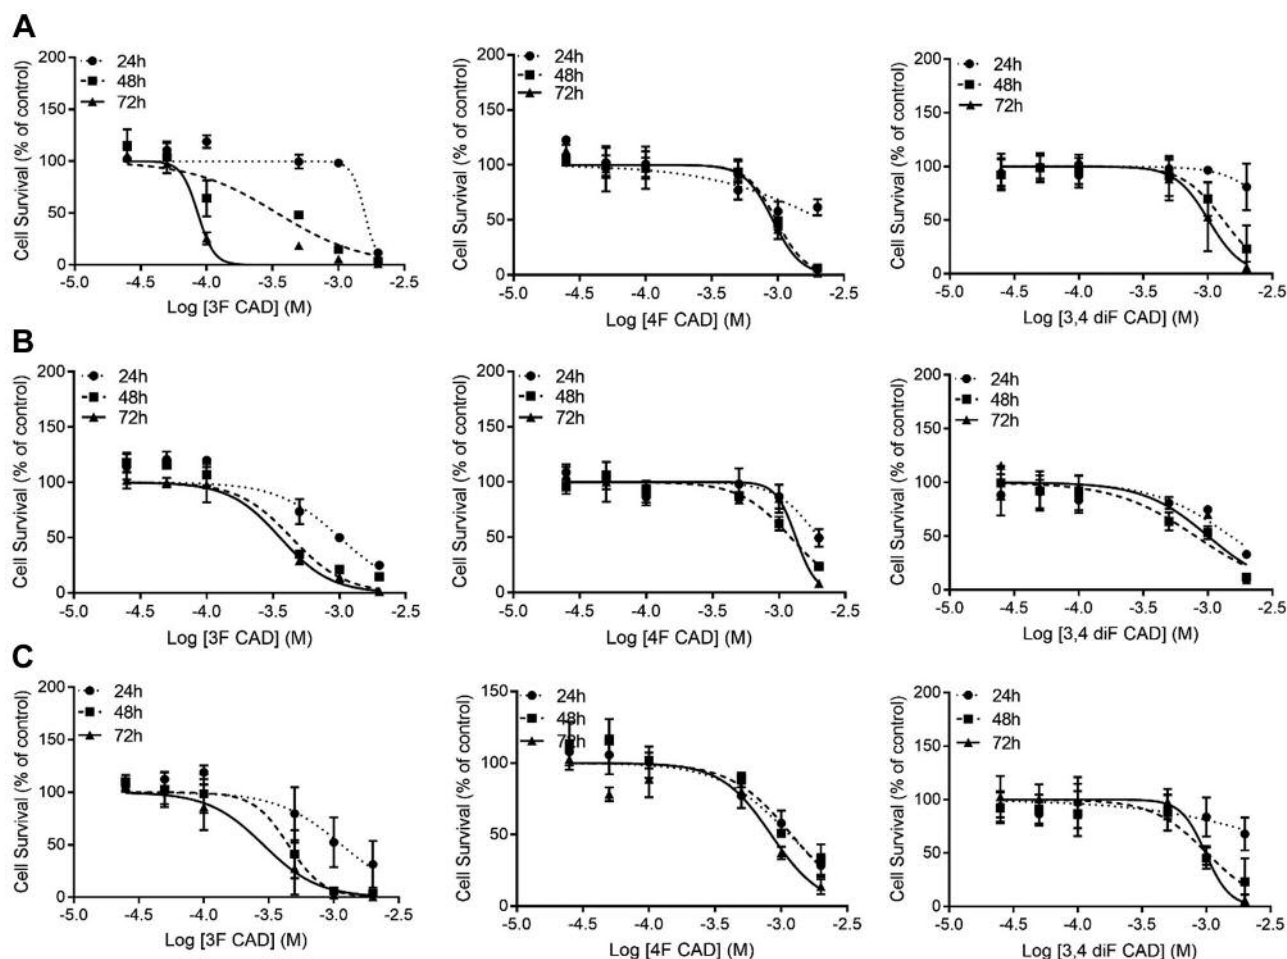 A
Cell Survival (% of control)
200
150
100
50
0
24h
48h
72h
-5.0 -4.5 -4.0 -3.5 -3.0 -2.5
Log [3F CAD] (M)
Cell Survival (% of control)
200
150
100
50
0
24h
48h
72h
-5.0 -4.5 -4.0 -3.5 -3.0 -2.5
Log [4F CAD] (M)
Cell Survival (% of control)
200
150
100
50
0
24h
48h
72h
-5.0 -4.5 -4.0 -3.5 -3.0 -2.5
Log [3,4 diF CAD] (M)
B
Cell Survival (% of control)
200
150
100
50
0
24h
48h
72h
-5.0 -4.5 -4.0 -3.5 -3.0 -2.5
Log [3F CAD] (M)
Cell Survival (% of control)
200
150
100
50
0
24h
48h
72h
-5.0 -4.5 -4.0 -3.5 -3.0 -2.5
Log [4F CAD] (M)
Cell Survival (% of control)
200
150
100
50
0
24h
48h
72h
-5.0 -4.5 -4.0 -3.5 -3.0 -2.5
Log [3,4 diF CAD] (M)
C
Cell Survival (% of control)
200
150
100
50
0
24h
48h
72h
-5.0 -4.5 -4.0 -3.5 -3.0 -2.5
Log [3F CAD] (M)
Cell Survival (% of control)
150
100
50
0
24h
48h
72h
-5.0 -4.5 -4.0 -3.5 -3.0 -2.5
Log [4F CAD] (M)
Cell Survival (% of control)
200
150
100
50
0
24h
48h
72h
-5.0 -4.5 -4.0 -3.5 -3.0 -2.5
Log [3,4 diF CAD] (M)